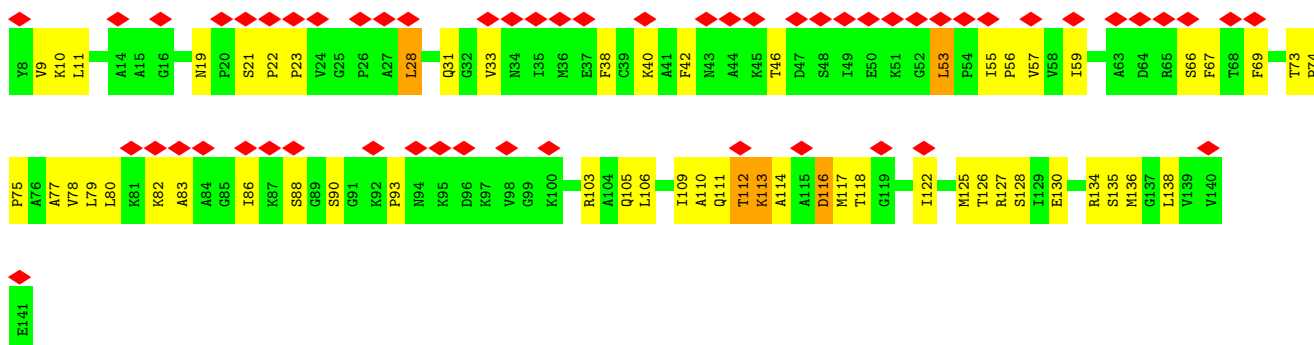 Y8 V9 K10 L11 A14 A15 G16 N19 P20 S21 P22 P23 V24 G25 P26 A27 L28 Q31 G32 V33 N34 I35 M36 E37 F38 C39 K40 A41 F42 N43 A44 K45 T46 D47 S48 I49 E50 K51 G52 L53 P54 I55 P56 V57 V58 I59 A63 D64 R65 S66 F67 T68 F69 T73 P74
P75 A76 A77 V78 L79 L80 K81 K82 A83 A84 G85 I86 K87 S88 G89 S90 G91 K92 P93 N94 K95 D96 K97 V98 G99 K100 R103 A104 Q105 L106 I109 A110 Q111 T112 K113 A114 A115 D116 M117 T118 G119 I122 M125 T126 R127 S128 I129 E130 R134 S135 M136 G137 L138 V139 V140
E141